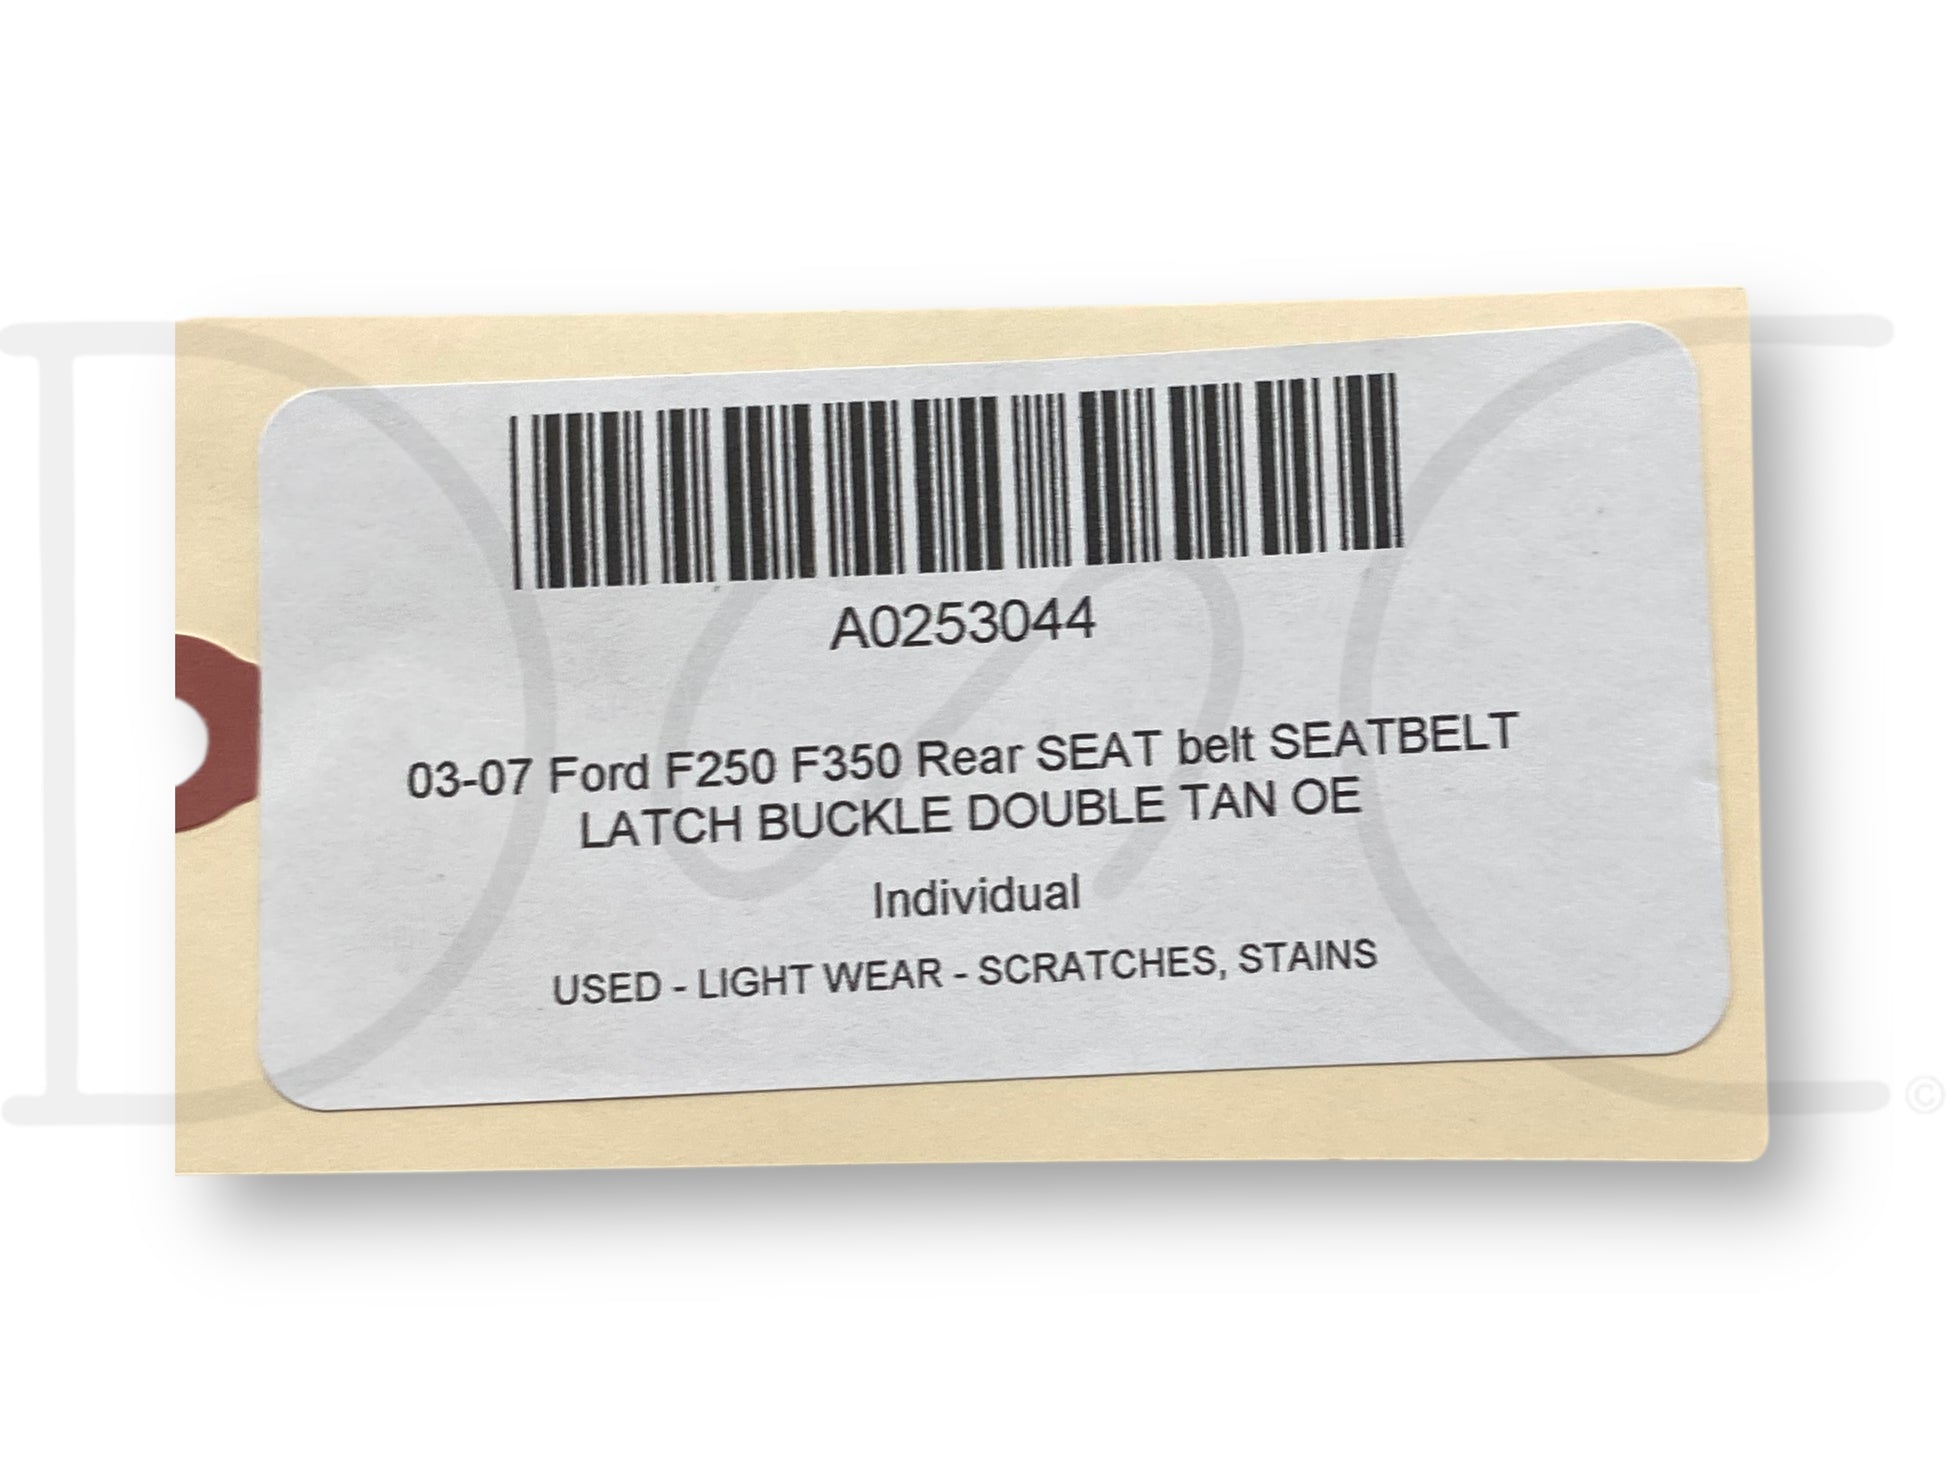 A0253044
03-07 Ford F250 F350 Rear SEAT belt SEATBELT
LATCH BUCKLE DOUBLE TAN OE
Individual
USED - LIGHT WEAR - SCRATCHES, STAINS
©